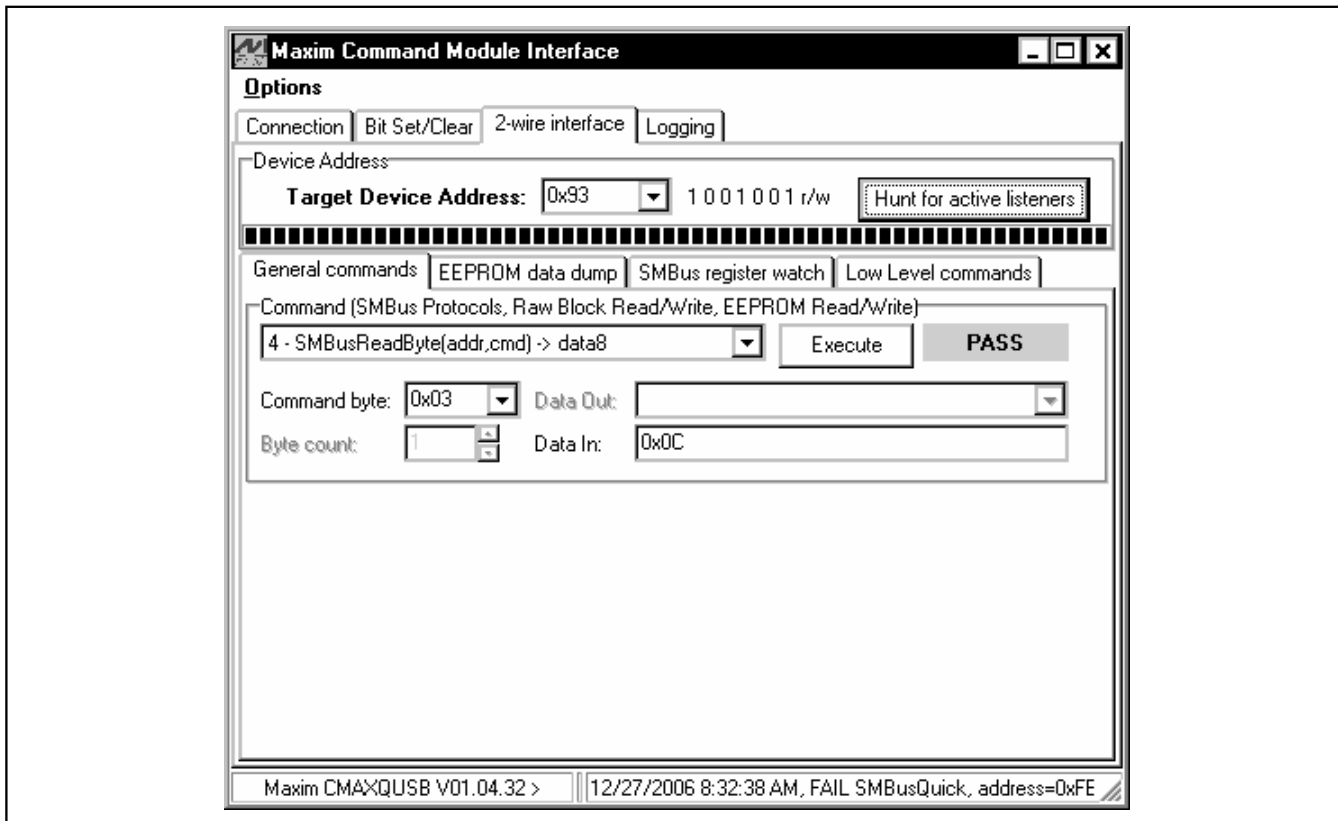 Maxim Command Module Interface
Options
Connection Bit Set/Clear 2-wire interface Logging
Device Address
Target Device Address: 0x93 1 0 0 1 0 0 1 r/w Hunt for active listeners
General commands EEPROM data dump SMBus register watch Low Level commands
Command (SMBus Protocols, Raw Block Read/Write, EEPROM Read/Write)
4 - SMBusReadByte(addr,cmd) -> data8 Execute PASS
Command byte: 0x03 Data Out:
Byte count: 1 Data In: 0x0C
Maxim CMAXQUSB V01.04.32 > 12/27/2006 8:32:38 AM, FAIL SMBusQuick, address=0xFE